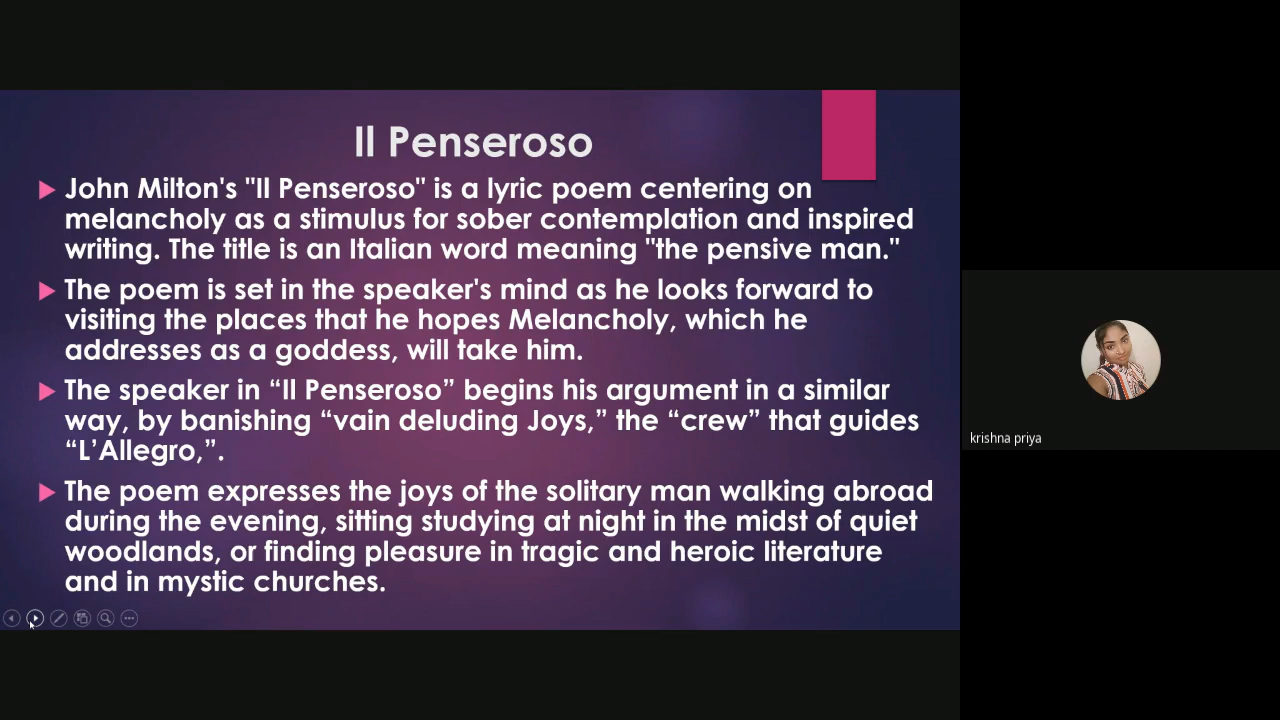 Il Penseroso
John Milton's "Il Penseroso" is a lyric poem centering on
melancholy as a stimulus for sober contemplation and inspired
writing. The title is an Italian word meaning "the pensive man."
The poem is set in the speaker's mind as he looks forward to
visiting the places that he hopes Melancholy, which he
addresses as a goddess, will take him.
The speaker in “Il Penseroso” begins his argument in a similar
way, by banishing “vain deluding Joys,” the “crew” that guides
“L’Allegro,”.
The poem expresses the joys of the solitary man walking abroad
during the evening, sitting studying at night in the midst of quiet
woodlands, or finding pleasure in tragic and heroic literature
and in mystic churches.
krishna priya